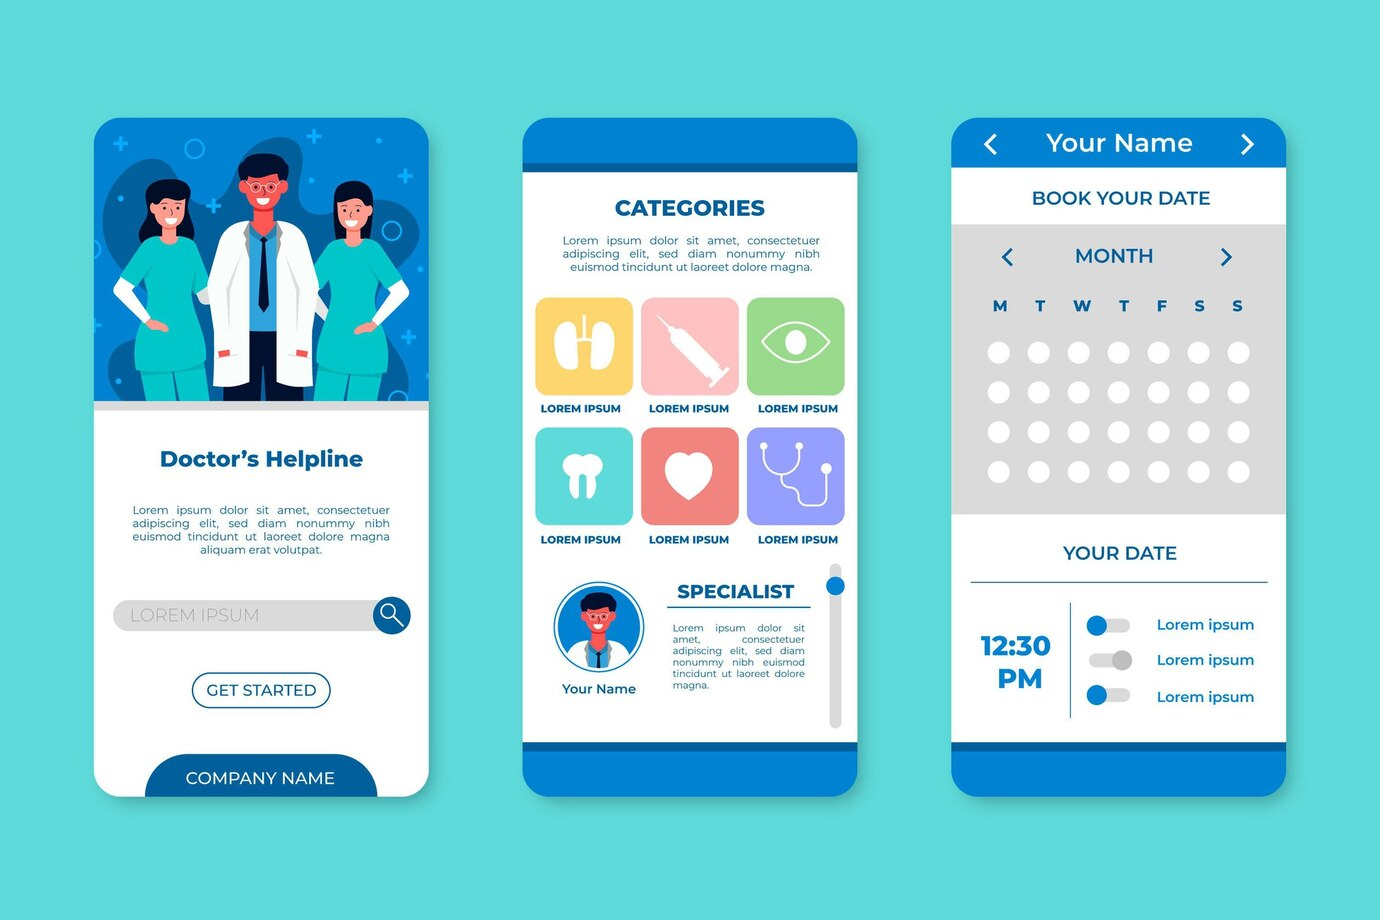 Doctor's Helpline
Lorem ipsum dolor sit amet, consectetuer
adipiscing elit, sed diam nonummy nibh
euismod tincidunt ut laoreet dolore magna
aliquam erat volutpat.
LOREM IPSUM
GET STARTED
COMPANY NAME
CATEGORIES
Lorem ipsum dolor sit amet, consectetuer
adipiscing elit, sed diam nonummy nibh
euismod tincidunt ut laoreet dolore magna.
LOREM IPSUM LOREM IPSUM LOREM IPSUM
LOREM IPSUM LOREM IPSUM LOREM IPSUM
SPECIALIST
Lorem ipsum dolor sit
amet, consectetuer
adipiscing elit, sed diam
nonummy nibh euismod
tincidunt ut laoreet dolore
magna.
Your Name
Your Name
BOOK YOUR DATE
MONTH
M T W T F S S
YOUR DATE
12:30
PM
Lorem ipsum
Lorem ipsum
Lorem ipsum